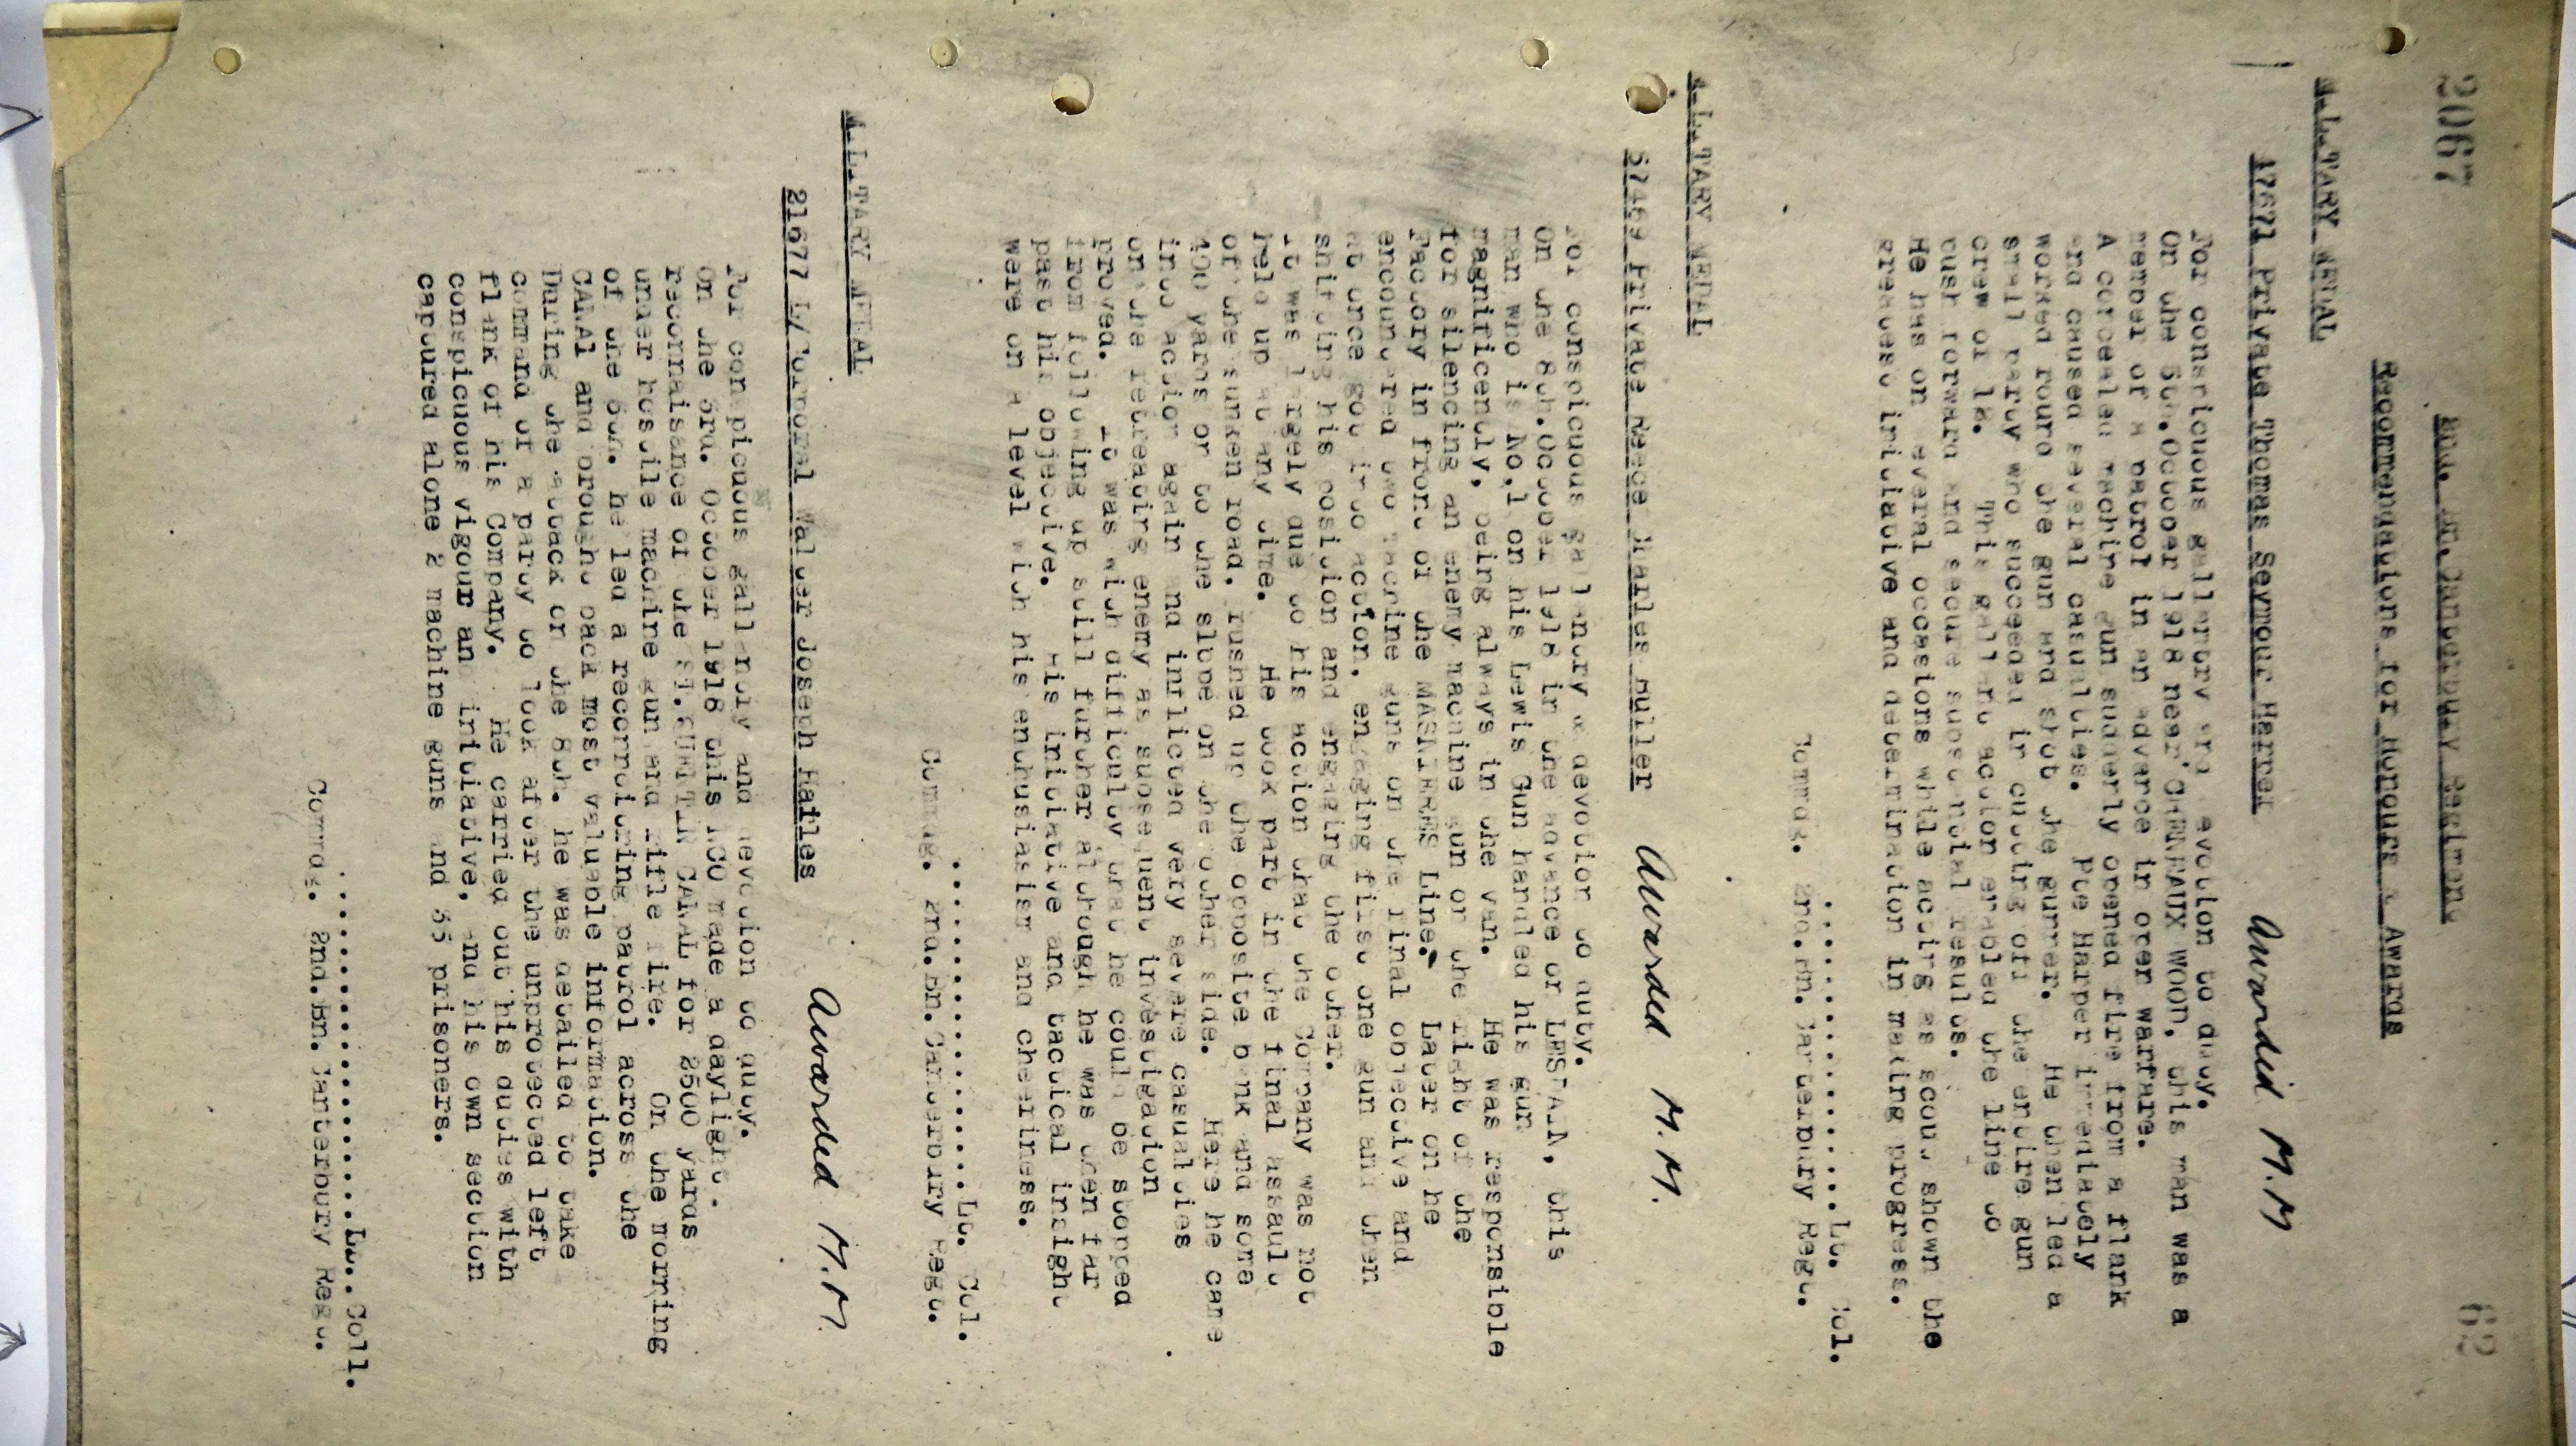 2067
62
2nd. Bn. Canterbury Regiment
Recommendations for Honours & Awards
MILITARY MEDAL
Private Thomas Seymour Harper Awarded M.M
For conspicuous gallantry and devotion to duty.
On the 5th. October 1918 near CHENEAUX WOOD, this man was a
member of a patrol in an advance in open warfare.
A concealed machine gun suddenly opened fire from a flank
and caused several casualties. Pte Harper immediately
worked round the gun and shot the gunner. He then led a
small party who succeeded in cutting off the entire gun
crew of 18. This gallant action enabled the line to
push forward and secure substantial results.
He has on several occasions while acting as scout shown the
greatest initiative and determination in making progress.
Lt. Col.
Commdg. 2nd. Bn. Canterbury Regt.
MILITARY MEDAL
Private Reece Awarded M.M.
For conspicuous gallantry & devotion to duty.
On the 8th. October 1918 in the advance on LESDAIN, this
man who is No.1 on his Lewis Gun handled his gun
magnificently, being always in the van. He was responsible
for silencing an enemy machine gun on the right of the
Factory in front of the MASNIERES Line. Later on he
encountered two machine guns on the final objective and
at once got into action, engaging first one gun and then
shifting his position and engaging the other.
It was largely due to his action that the Company was not
held up at any time. He took part in the final assault
of the sunken road, rushed up the opposite bank and some
400 yards or to the slope on the other side. Here he came
into action again and inflicted very severe casualties
on the retreating enemy as subsequent investigation
proved. It was with difficulty that he could be stopped
from following up still further although he was then far
past his objective. His initiative and tactical insight
were on a level with his enthusiasm and cheeriness.
Lt. Col.
Commdg. 2nd. Bn. Canterbury Regt.
MILITARY MEDAL
21677 L/Corporal Walter Joseph Hailes Awarded M.M.
For conspicuous gallantry and devotion to duty.
On the 3rd. October 1918 this NCO made a daylight
reconnaisance of the ST.QUENTIN CANAL for 2500 yards
under hostile machine gun and rifle fire. On the morning
of the 5th. he led a reconnoitring patrol across the
CANAL and brought back most valuable information.
During the attack on the 8th. he was detailed to take
command of a party to look after the unprotected left
flank of his Company. He carried out his duties with
conspicuous vigour and initiative, and his own section
captured alone 2 machine guns and 35 prisoners.
Lt. Coll.
Commdg. 2nd. Bn. Canterbury Regt.